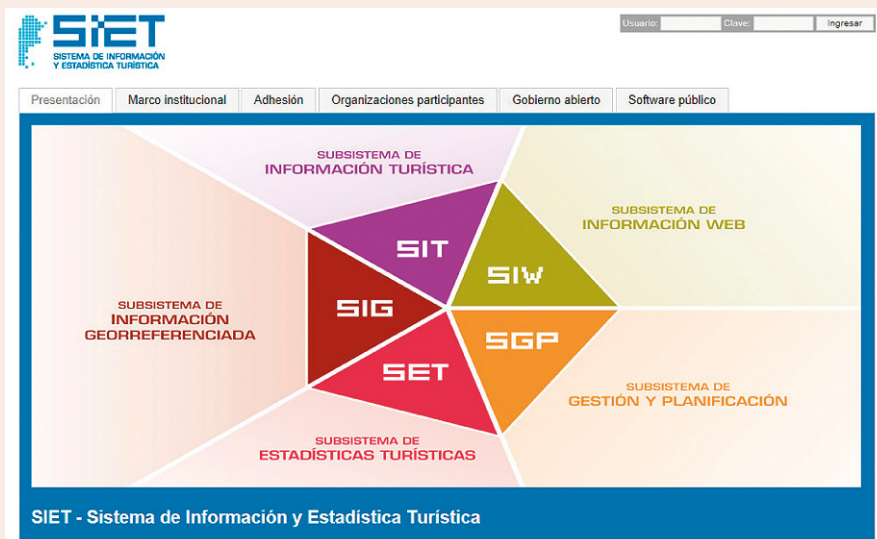 SiET
SISTEMA DE INFORMACIÓN
Y ESTADÍSTICA TURÍSTICA
Usuario: Clave: Ingresar
Presentación Marco institucional Adhesión Organizaciones participantes Gobierno abierto Software público
SUBSISTEMA DE
INFORMACIÓN TURÍSTICA
SUBSISTEMA DE
INFORMACIÓN WEB
SIT
SIW
SUBSISTEMA DE
INFORMACIÓN
GEORREFERENCIADA
SIG
SGP
SET
SUBSISTEMA DE
GESTIÓN Y PLANIFICACIÓN
SUBSISTEMA DE
ESTADÍSTICAS TURÍSTICAS
SIET - Sistema de Información y Estadística Turística